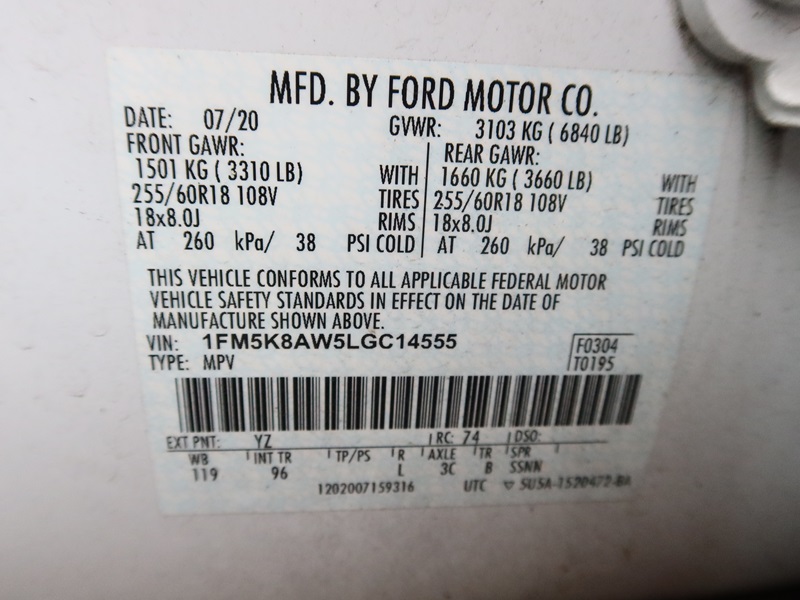 MFD. BY FORD MOTOR CO.
DATE: 07/20 GVWR: 3103 KG ( 6840 LB)
FRONT GAWR: REAR GAWR:
1501 KG ( 3310 LB) WITH 1660 KG ( 3660 LB) WITH
255/60R18 108V TIRES 255/60R18 108V TIRES
18x8.0J RIMS 18x8.0J RIMS
AT 260 kPa/ 38 PSI COLD AT 260 kPa/ 38 PSI COLD
THIS VEHICLE CONFORMS TO ALL APPLICABLE FEDERAL MOTOR
VEHICLE SAFETY STANDARDS IN EFFECT ON THE DATE OF
MANUFACTURE SHOWN ABOVE.
VIN: 1FM5K8AW5LGC14555 F0304
TYPE: MPV T0195
EXT PNT: YZ RC: 74 DSO:
WB INT TR TP/PS R AXLE TR SPR
119 96 L 3C B SSNN
1202007159316 UTC